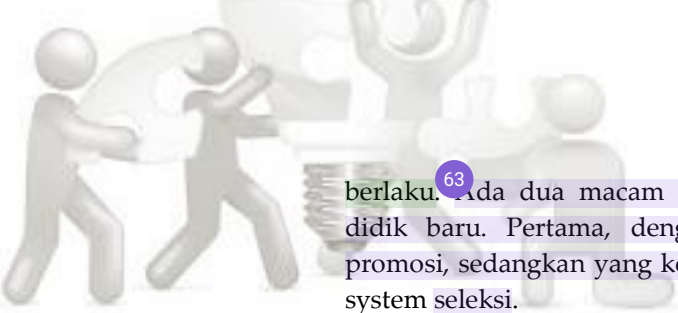 63
berlaku. Ada dua macam
didik baru. Pertama,
promosi, sedangkan yang
system seleksi.